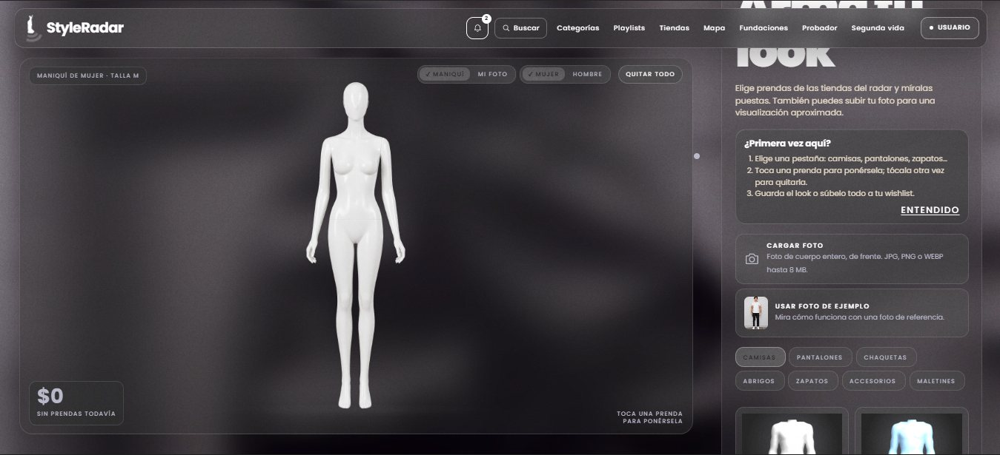 StyleRadar
2
Buscar
Categorías
Playlists
Tiendas
Mapa
Fundaciones
Probador
Segunda vida
USUARIO
MANIQUÍ DE MUJER · TALLA M
✓ MANIQUÍ
MI FOTO
✓ MUJER
HOMBRE
QUITAR TODO
$0
SIN PRENDAS TODAVÍA
TOCA UNA PRENDA
PARA PONÉRSELA
Arma tu
look
Elige prendas de las tiendas del radar y míralas
puestas. También puedes subir tu foto para una
visualización aproximada.
¿Primera vez aquí?
1. Elige una pestaña: camisas, pantalones, zapatos...
2. Toca una prenda para ponérsela; tócala otra vez
para quitarla.
3. Guarda el look o súbelo todo a tu wishlist.
ENTENDIDO
CARGAR FOTO
Foto de cuerpo entero, de frente. JPG, PNG o WEBP
hasta 8 MB.
USAR FOTO DE EJEMPLO
Mira cómo funciona con una foto de referencia.
CAMISAS
PANTALONES
CHAQUETAS
ABRIGOS
ZAPATOS
ACCESORIOS
MALETINES